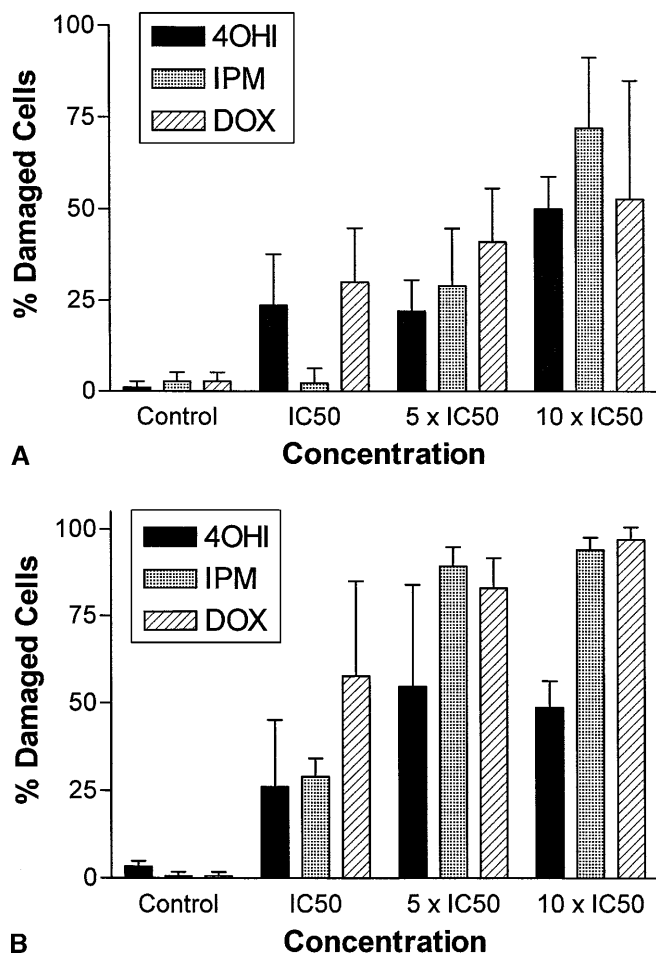 100
75
50
25
0
% Damaged Cells
4OHI
IPM
DOX
Control IC50 5 x IC50 10 x IC50
Concentration
A
100
75
50
25
0
% Damaged Cells
4OHI
IPM
DOX
Control IC50 5 x IC50 10 x IC50
Concentration
B